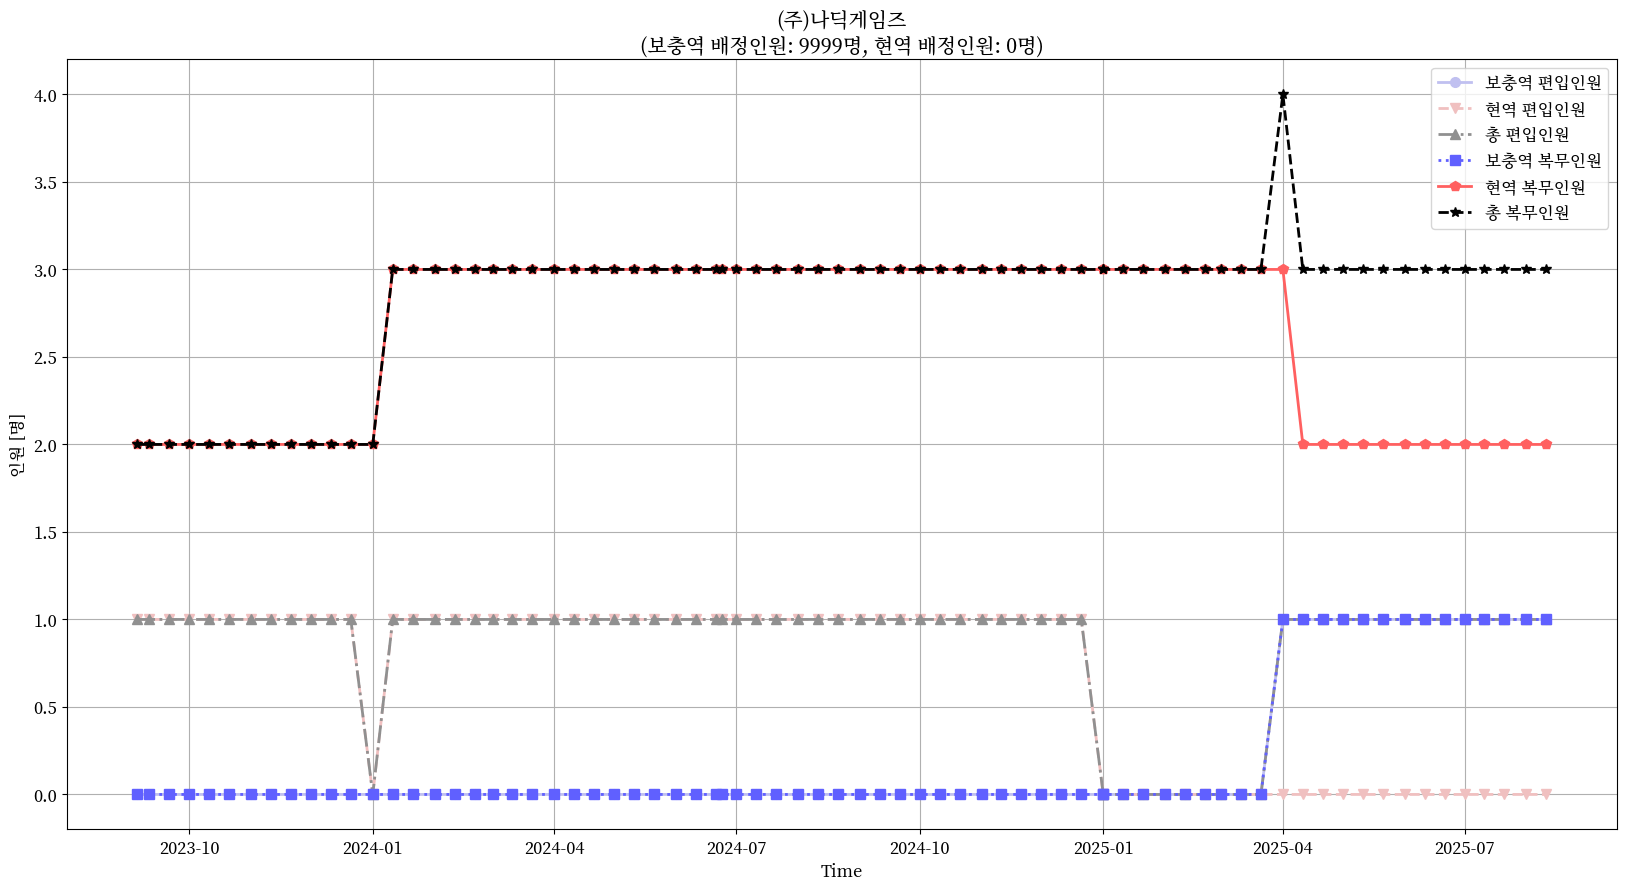 (주)나딕게임즈
(보충역 배정인원: 9999명, 현역 배정인원: 0명)
보충역 편입인원
현역 편입인원
총 편입인원
보충역 복무인원
현역 복무인원
총 복무인원
4.0
3.5
3.0
2.5
2.0
1.5
1.0
0.5
0.0
인원 [명]
2023-10 2024-01 2024-04 2024-07 2024-10 2025-01 2025-04 2025-07
Time